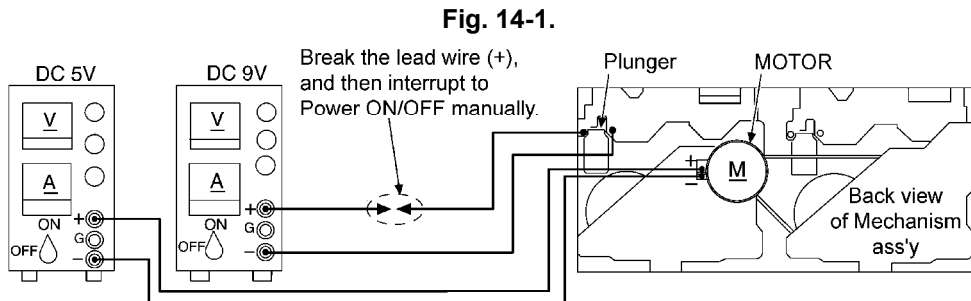 Fig. 14-1.
Break the lead wire (+),
and then interrupt to
Power ON/OFF manually.
Plunger
MOTOR
DC 5V
DC 9V
V
A
+
ON
G
OFF
−
V
A
+
ON
G
OFF
−
+
−
M
Back view
of Mechanism
ass'y